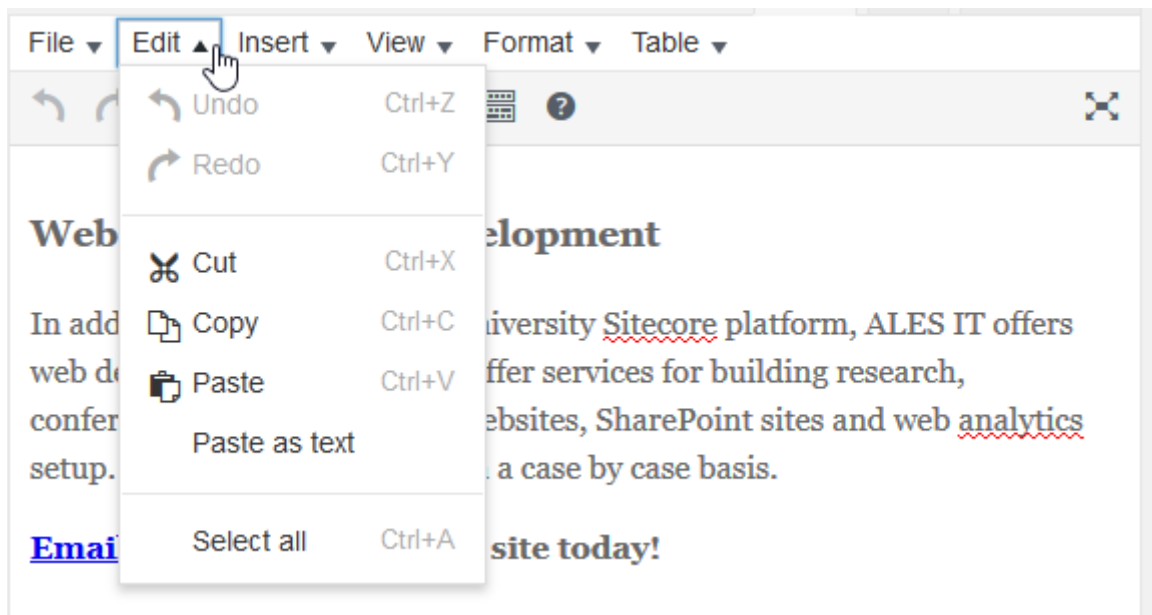 File Edit Insert View Format Table
Undo Ctrl+Z
Redo Ctrl+Y
Web elopment
Cut Ctrl+X
In add Copy Ctrl+C iversity Sitecore platform, ALES IT offers
web de Paste Ctrl+V ffer services for building research,
confer ebsites, SharePoint sites and web analytics
Paste as text
setup. a case by case basis.
Emai Select all Ctrl+A site today!